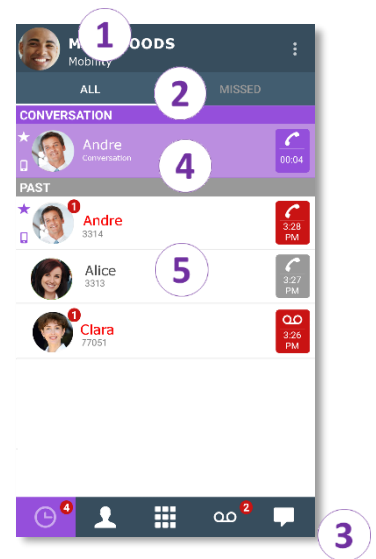 1
OODS
Mobility
ALL
2
MISSED
CONVERSATION
Andre
Conversation
00:04
4
PAST
1
Andre
3314
3:28
PM
Alice
3313
5
3:27
PM
1
Clara
77051
3:26
PM
4
2
3